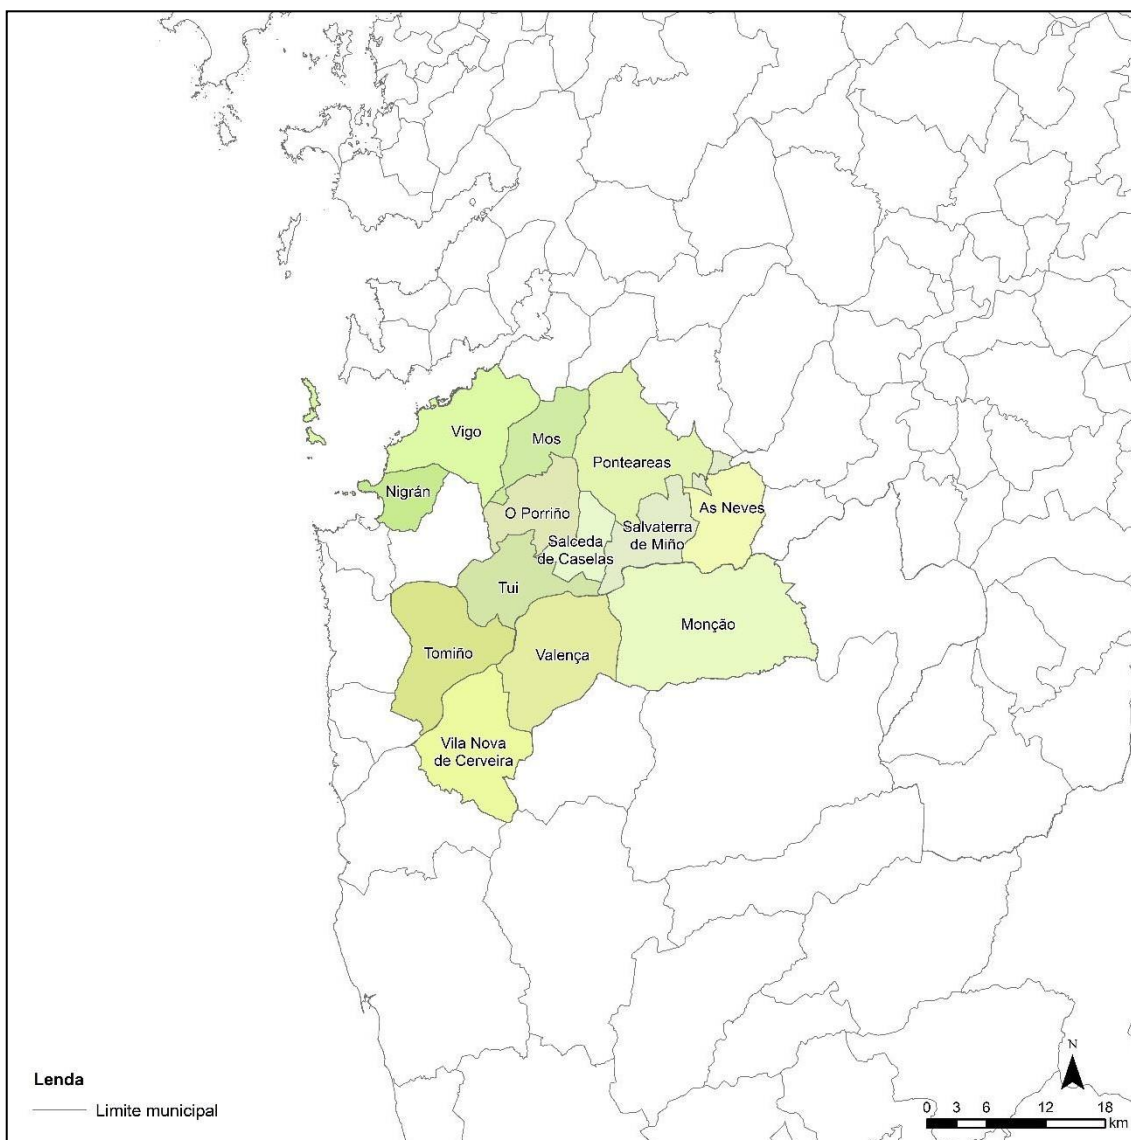 Vigo
Mos
Ponteareas
Nigrán
As Neves
O Porriño
Salvaterra
de Miño
Salceda
de Caselas
Tui
Monção
Tomiño
Valença
Vila Nova
de Cerveira
N
Lenda
Limite municipal
0 3 6 12 18
km